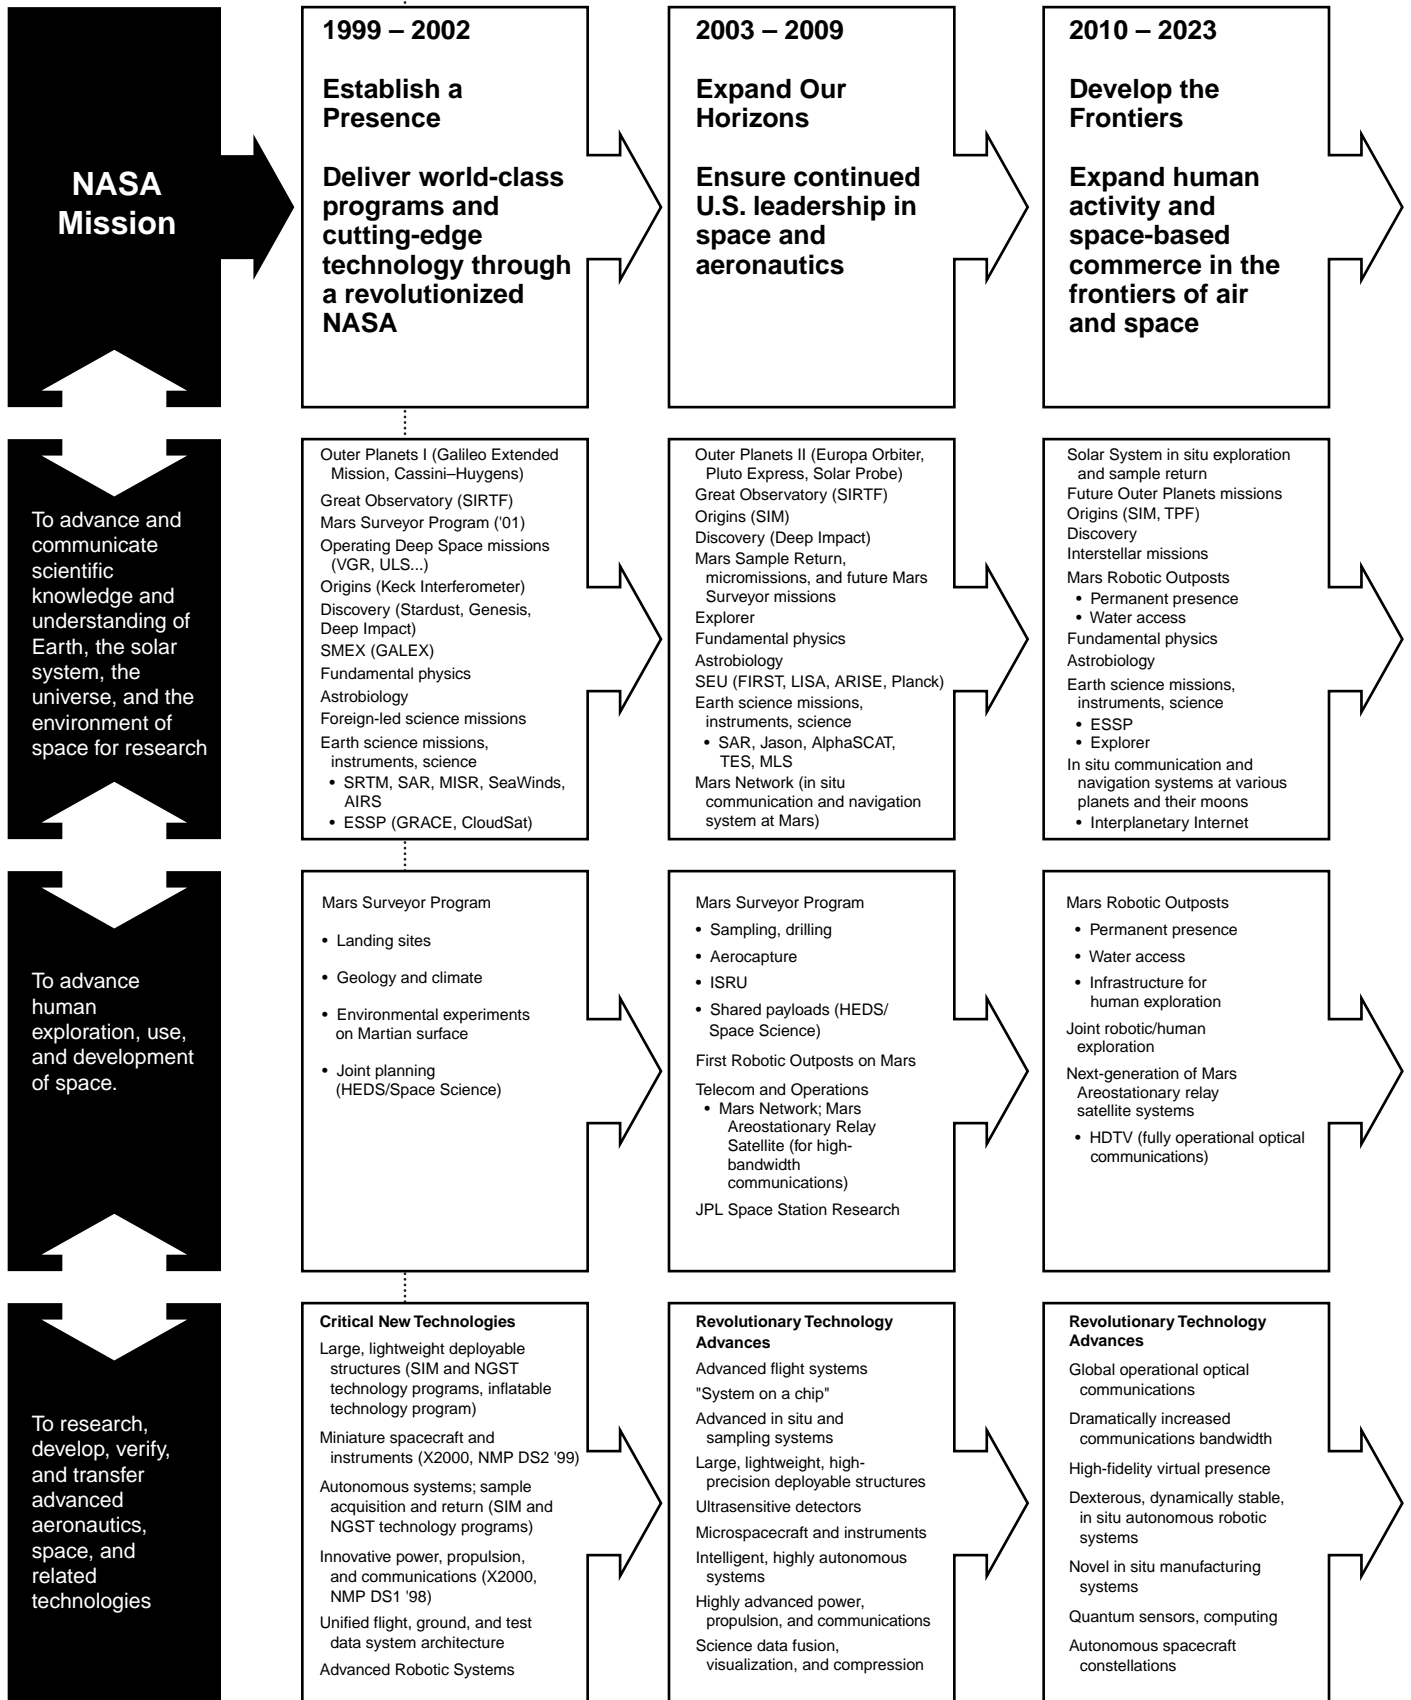 NASA
Mission
1999 – 2002
Establish a
Presence
Deliver world-class
programs and
cutting-edge
technology through
a revolutionized
NASA
2003 – 2009
Expand Our
Horizons
Ensure continued
U.S. leadership in
space and
aeronautics
2010 – 2023
Develop the
Frontiers
Expand human
activity and
space-based
commerce in the
frontiers of air
and space
To advance and
communicate
scientific
knowledge and
understanding of
Earth, the solar
system, the
universe, and the
environment of
space for research
Outer Planets I (Galileo Extended
Mission, Cassini–Huygens)
Great Observatory (SIRTF)
Mars Surveyor Program ('01)
Operating Deep Space missions
(VGR, ULS...)
Origins (Keck Interferometer)
Discovery (Stardust, Genesis,
Deep Impact)
SMEX (GALEX)
Fundamental physics
Astrobiology
Foreign-led science missions
Earth science missions,
instruments, science
• SRTM, SAR, MISR, SeaWinds,
AIRS
• ESSP (GRACE, CloudSat)
Outer Planets II (Europa Orbiter,
Pluto Express, Solar Probe)
Great Observatory (SIRTF)
Origins (SIM)
Discovery (Deep Impact)
Mars Sample Return,
micromissions, and future Mars
Surveyor missions
Explorer
Fundamental physics
Astrobiology
SEU (FIRST, LISA, ARISE, Planck)
Earth science missions,
instruments, science
• SAR, Jason, AlphaSCAT,
TES, MLS
Mars Network (in situ
communication and navigation
system at Mars)
Solar System in situ exploration
and sample return
Future Outer Planets missions
Origins (SIM, TPF)
Discovery
Interstellar missions
Mars Robotic Outposts
• Permanent presence
• Water access
Fundamental physics
Astrobiology
Earth science missions,
instruments, science
• ESSP
• Explorer
In situ communication and
navigation systems at various
planets and their moons
• Interplanetary Internet
To advance
human
exploration, use,
and development
of space.
Mars Surveyor Program
• Landing sites
• Geology and climate
• Environmental experiments
on Martian surface
• Joint planning
(HEDS/Space Science)
Mars Surveyor Program
• Sampling, drilling
• Aerocapture
• ISRU
• Shared payloads (HEDS/
Space Science)
First Robotic Outposts on Mars
Telecom and Operations
• Mars Network; Mars
Areostationary Relay
Satellite (for high-
bandwidth
communications)
JPL Space Station Research
Mars Robotic Outposts
• Permanent presence
• Water access
• Infrastructure for
human exploration
Joint robotic/human
exploration
Next-generation of Mars
Areostationary relay
satellite systems
• HDTV (fully operational optical
communications)
To research,
develop, verify,
and transfer
advanced
aeronautics,
space, and
related
technologies
Critical New Technologies
Large, lightweight deployable
structures (SIM and NGST
technology programs, inflatable
technology program)
Miniature spacecraft and
instruments (X2000, NMP DS2 '99)
Autonomous systems; sample
acquisition and return (SIM and
NGST technology programs)
Innovative power, propulsion,
and communications (X2000,
NMP DS1 '98)
Unified flight, ground, and test
data system architecture
Advanced Robotic Systems
Revolutionary Technology
Advances
Advanced flight systems
"System on a chip"
Advanced in situ and
sampling systems
Large, lightweight, high-
precision deployable structures
Ultrasensitive detectors
Microspacecraft and instruments
Intelligent, highly autonomous
systems
Highly advanced power,
propulsion, and communications
Science data fusion,
visualization, and compression
Revolutionary Technology
Advances
Global operational optical
communications
Dramatically increased
communications bandwidth
High-fidelity virtual presence
Dexterous, dynamically stable,
in situ autonomous robotic
systems
Novel in situ manufacturing
systems
Quantum sensors, computing
Autonomous spacecraft
constellations